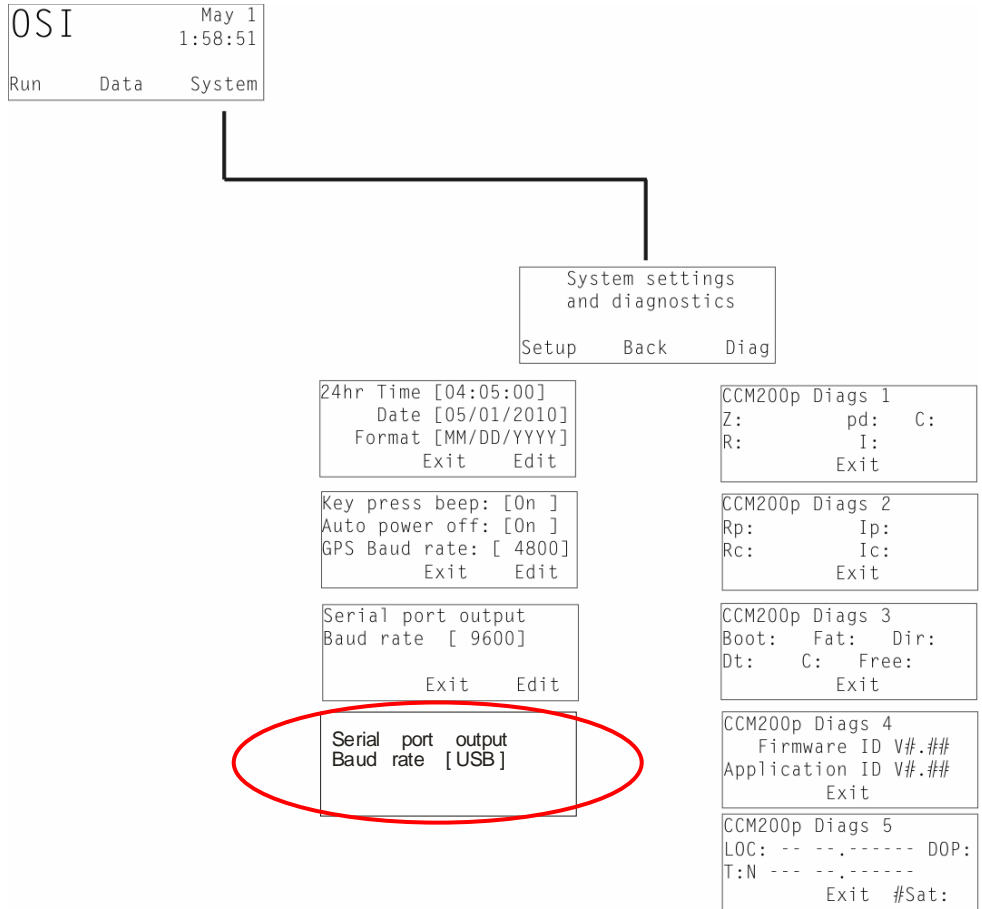 OSI May 1
1:58:51
Run Data System
System settings
and diagnostics
Setup Back Diag
24hr Time [04:05:00]
Date [05/01/2010]
Format [MM/DD/YYYY]
Exit Edit
Key press beep: [On ]
Auto power off: [On ]
GPS Baud rate: [ 4800]
Exit Edit
Serial port output
Baud rate [ 9600]
Exit Edit
Serial port output
Baud rate [ USB ]
CCM200p Diags 1
Z: pd: C:
R: I:
Exit
CCM200p Diags 2
Rp: Ip:
Rc: Ic:
Exit
CCM200p Diags 3
Boot: Fat: Dir:
Dt: C: Free:
Exit
CCM200p Diags 4
Firmware ID V#.##
Application ID V#.##
Exit
CCM200p Diags 5
LOC: -- --.------ DOP:
T:N --- --.------
Exit #Sat: